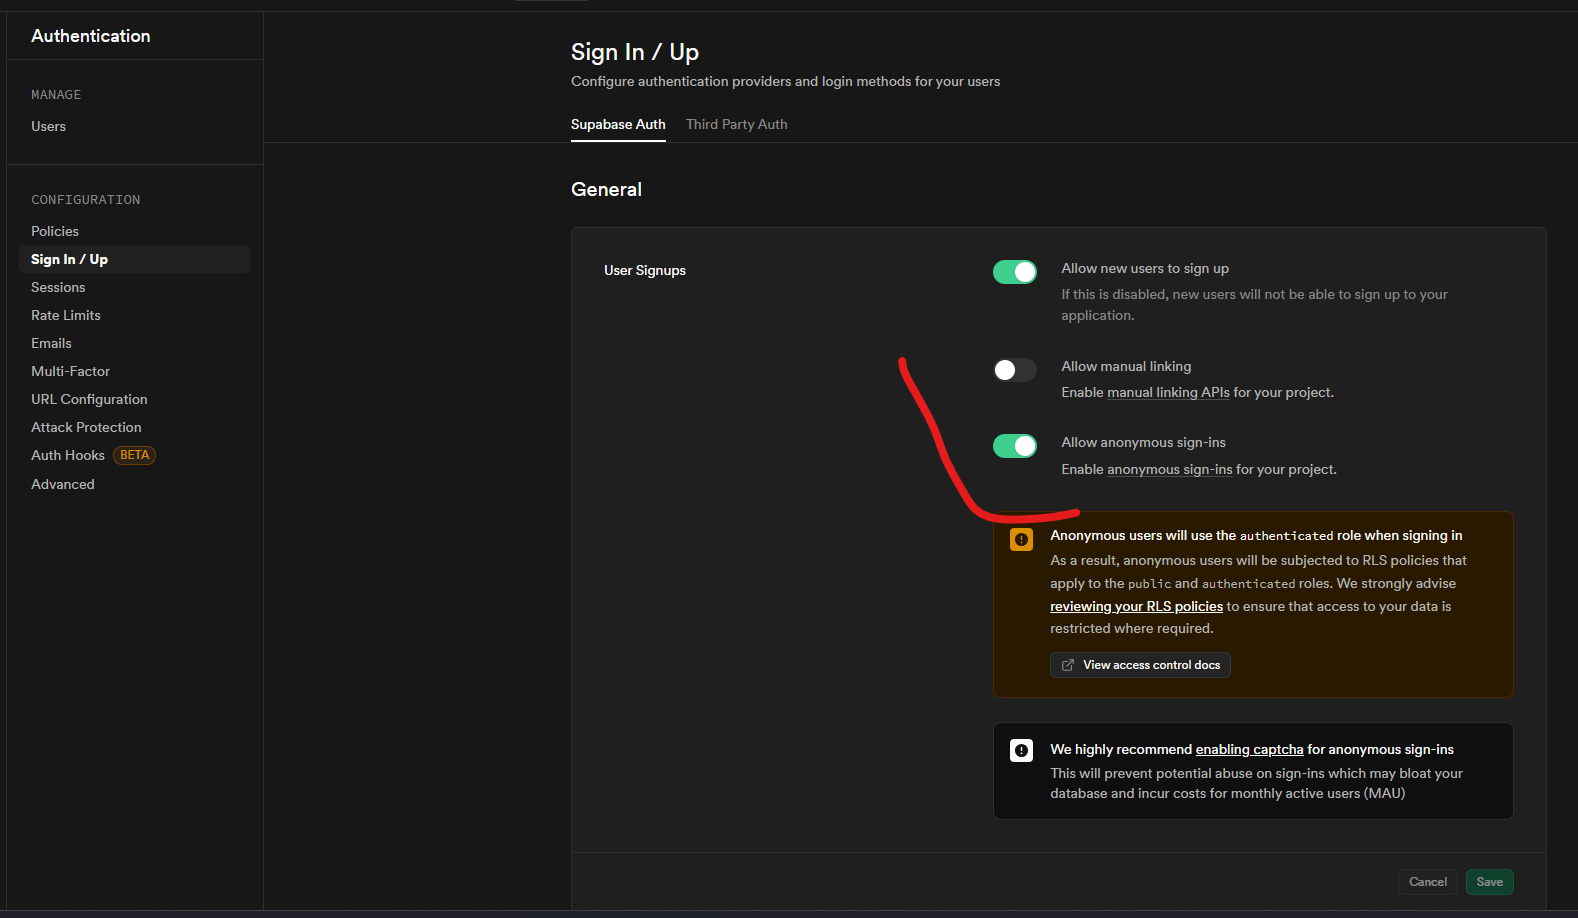 Authentication
MANAGE
Users
CONFIGURATION
Policies
Sign In / Up
Sessions
Rate Limits
Emails
Multi-Factor
URL Configuration
Attack Protection
Auth Hooks BETA
Advanced
Sign In / Up
Configure authentication providers and login methods for your users
Supabase Auth Third Party Auth
General
User Signups
Allow new users to sign up
If this is disabled, new users will not be able to sign up to your
application.
Allow manual linking
Enable manual linking APIs for your project.
Allow anonymous sign-ins
Enable anonymous sign-ins for your project.
Anonymous users will use the authenticated role when signing in
As a result, anonymous users will be subjected to RLS policies that
apply to the public and authenticated roles. We strongly advise
reviewing your RLS policies to ensure that access to your data is
restricted where required.
View access control docs
We highly recommend enabling captcha for anonymous sign-ins
This will prevent potential abuse on sign-ins which may bloat your
database and incur costs for monthly active users (MAU)
Cancel Save